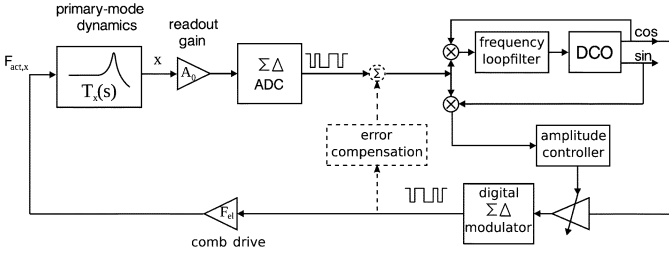 primary-mode
dynamics
readout
gain
F_act,x
T_x(s)
x
A_0
ΣΔ
ADC
Σ
frequency
loopfilter
DCO
cos
sin
error
compensation
amplitude
controller
digital
ΣΔ
modulator
F_el
comb drive